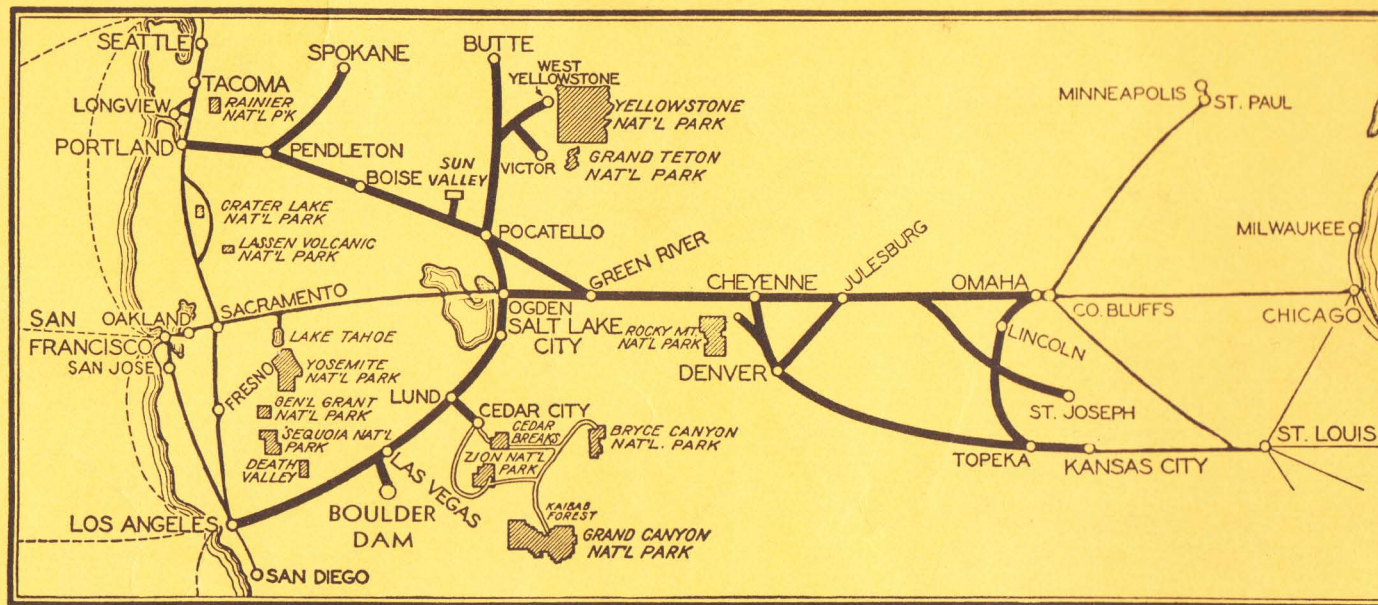 SEATTLE
TACOMA
LONGVIEW
RAINIER
NAT'L P'K
PORTLAND
SPOKANE
PENDLETON
BOISE
SUN
VALLEY
BUTTE
WEST
YELLOWSTONE
YELLOWSTONE
NAT'L PARK
VICTOR
GRAND TETON
NAT'L PARK
MINNEAPOLIS
ST. PAUL
CRATER LAKE
NAT'L PARK
LASSEN VOLCANIC
NAT'L PARK
POCATELLO
GREEN RIVER
CHEYENNE
JULESBURG
OMAHA
CO. BLUFFS
MILWAUKEE
CHICAGO
SAN
FRANCISCO
OAKLAND
SACRAMENTO
SAN JOSE
LAKE TAHOE
OGDEN
SALT LAKE
CITY
ROCKY MT.
NAT'L PARK
DENVER
LINCOLN
ST. JOSEPH
YOSEMITE
NAT'L PARK
FRESNO
GEN'L GRANT
NAT'L PARK
SEQUOIA NAT'L
PARK
DEATH
VALLEY
LUND
CEDAR CITY
CEDAR
BREAKS
BRYCE CANYON
NAT'L. PARK
ZION NAT'L
PARK
LAS VEGAS
TOPEKA
KANSAS CITY
ST. LOUIS
BOULDER
DAM
KAIBAB
FOREST
GRAND CANYON
NAT'L PARK
LOS ANGELES
SAN DIEGO